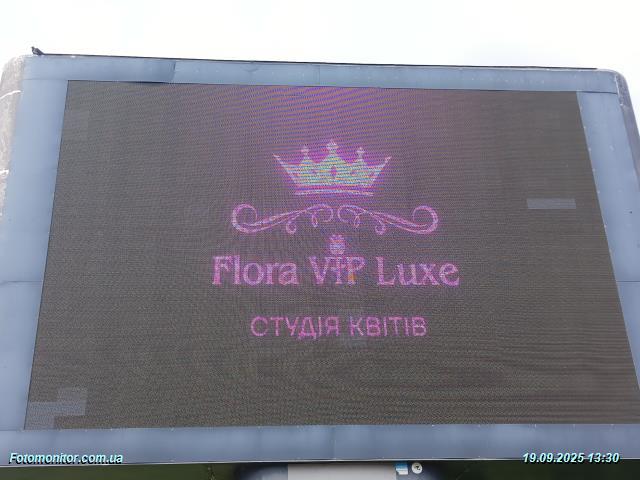 Flora VIP Luxe
СТУДІЯ КВІТІВ
Fotomonitor.com.ua
19.09.2025 13:30